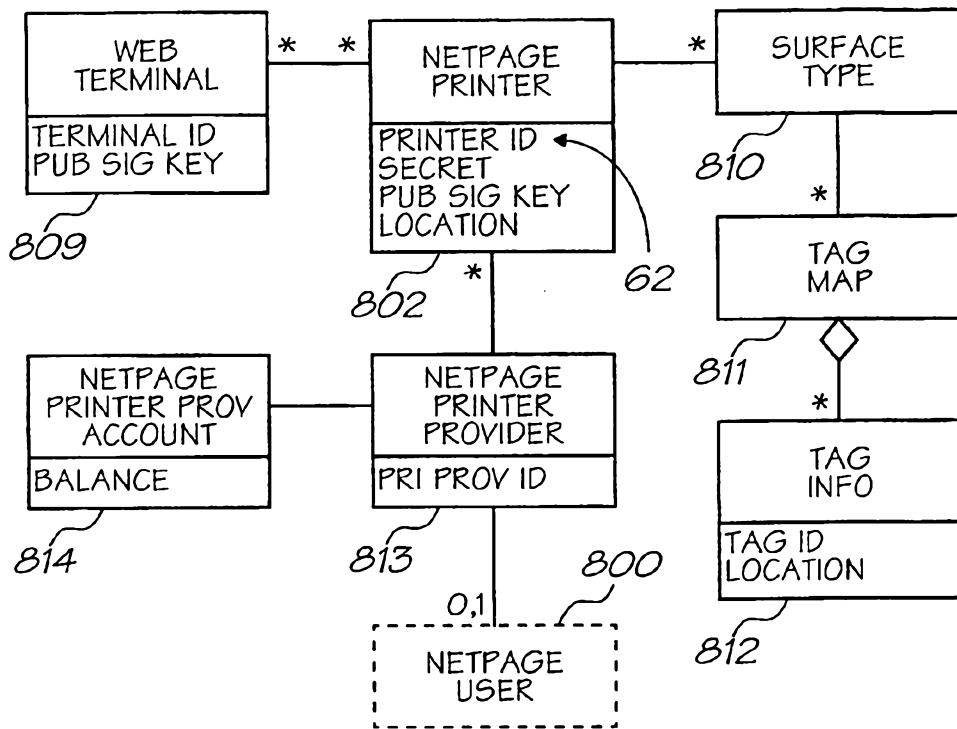 WEB
TERMINAL
TERMINAL ID
PUB SIG KEY
809
* *
NETPAGE
PRINTER
PRINTER ID
SECRET
PUB SIG KEY
LOCATION
802
62
*
*
SURFACE
TYPE
810
*
TAG
MAP
811
*
TAG
INFO
TAG ID
LOCATION
812
NETPAGE
PRINTER PROV
ACCOUNT
BALANCE
814
NETPAGE
PRINTER
PROVIDER
PRI PROV ID
813
800
0,1
NETPAGE
USER